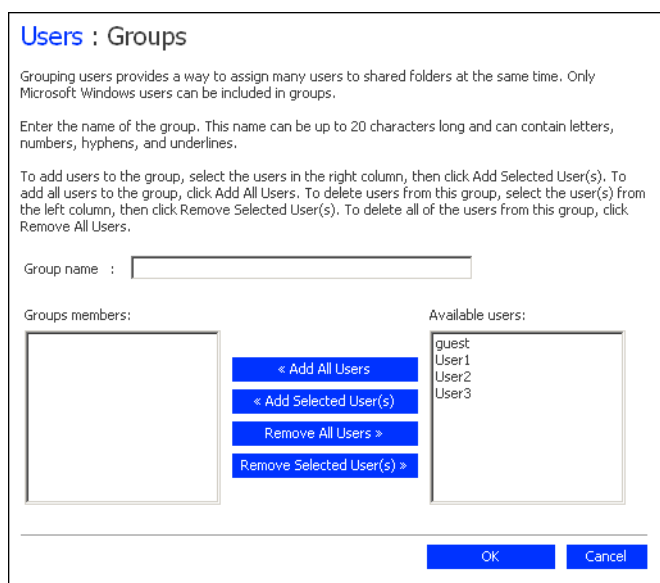 Users : Groups
Grouping users provides a way to assign many users to shared folders at the same time. Only
Microsoft Windows users can be included in groups.
Enter the name of the group. This name can be up to 20 characters long and can contain letters,
numbers, hyphens, and underlines.
To add users to the group, select the users in the right column, then click Add Selected User(s). To
add all users to the group, click Add All Users. To delete users from this group, select the user(s) from
the left column, then click Remove Selected User(s). To delete all of the users from this group, click
Remove All Users.
Group name :
Groups members:
Available users:
guest
User1
User2
User3
« Add All Users
« Add Selected User(s)
Remove All Users »
Remove Selected User(s) »
OK
Cancel